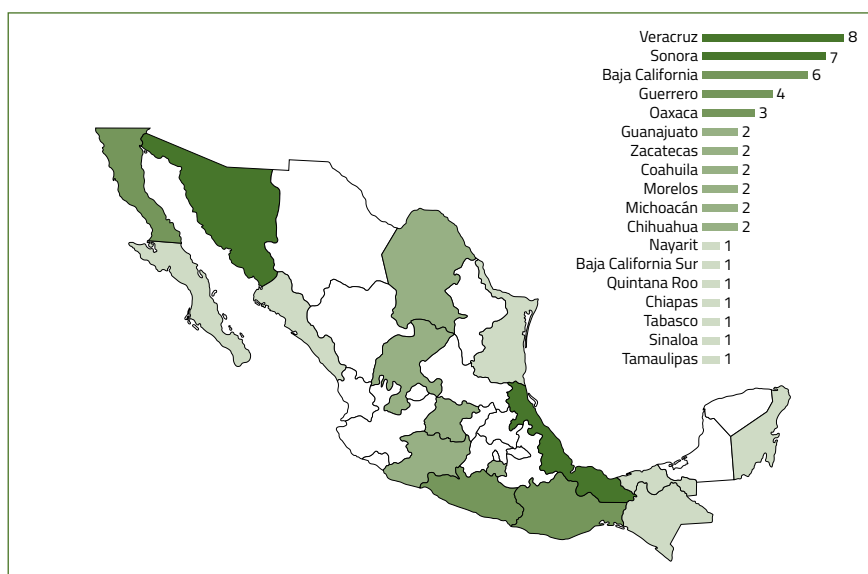 Veracruz 8
Sonora 7
Baja California 6
Guerrero 4
Oaxaca 3
Guanajuato 2
Zacatecas 2
Coahuila 2
Morelos 2
Michoacán 2
Chihuahua 2
Nayarit 1
Baja California Sur 1
Quintana Roo 1
Chiapas 1
Tabasco 1
Sinaloa 1
Tamaulipas 1